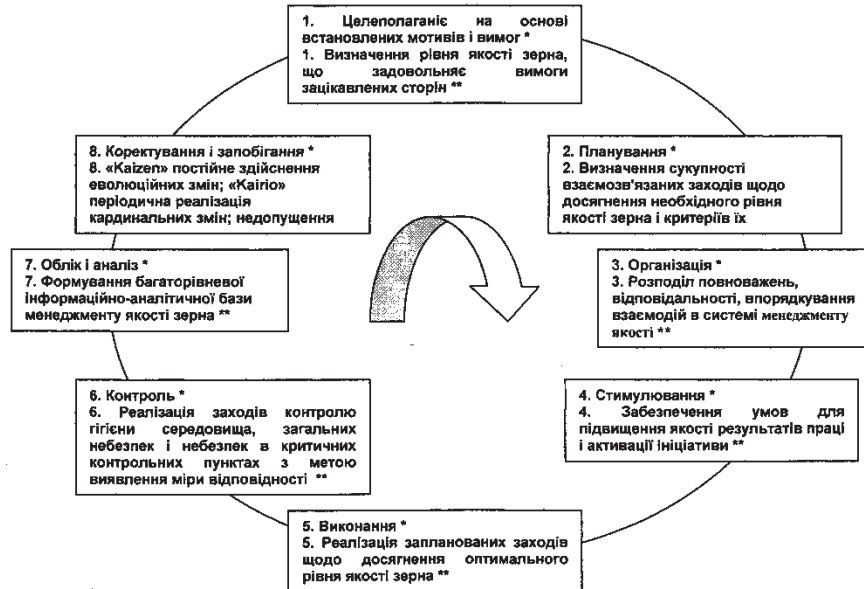 1. Целеполаганіє на основі
встановлених мотивів і вимог *
1. Визначення рівня якості зерна,
що задовольняє вимоги
зацікавлених сторін **
2. Планування *
2. Визначення сукупності
взаємозв'язаних заходів щодо
досягнення необхідного рівня
якості зерна і критеріїв їх
3. Організація *
3. Розподіл повноважень,
відповідальності, впорядкування
взаємодій в системі менеджменту
якості **
4. Стимулювання *
4. Забезпечення умов для
підвищення якості результатів праці
і активації ініціативи **
5. Виконання *
5. Реалізація запланованих заходів
щодо досягнення оптимального
рівня якості зерна **
6. Контроль *
6. Реалізація заходів контролю
гігієни середовища, загальних
небезпек і небезпек в критичних
контрольних пунктах з метою
виявлення міри відповідності **
7. Облік і аналіз *
7. Формування багаторівневої
інформаційно-аналітичної бази
менеджменту якості зерна **
8. Коректування і запобігання *
8. «Kaizen» постійне здійснення
еволюційних змін; «Kairio»
періодична реалізація
кардинальних змін; недопущення